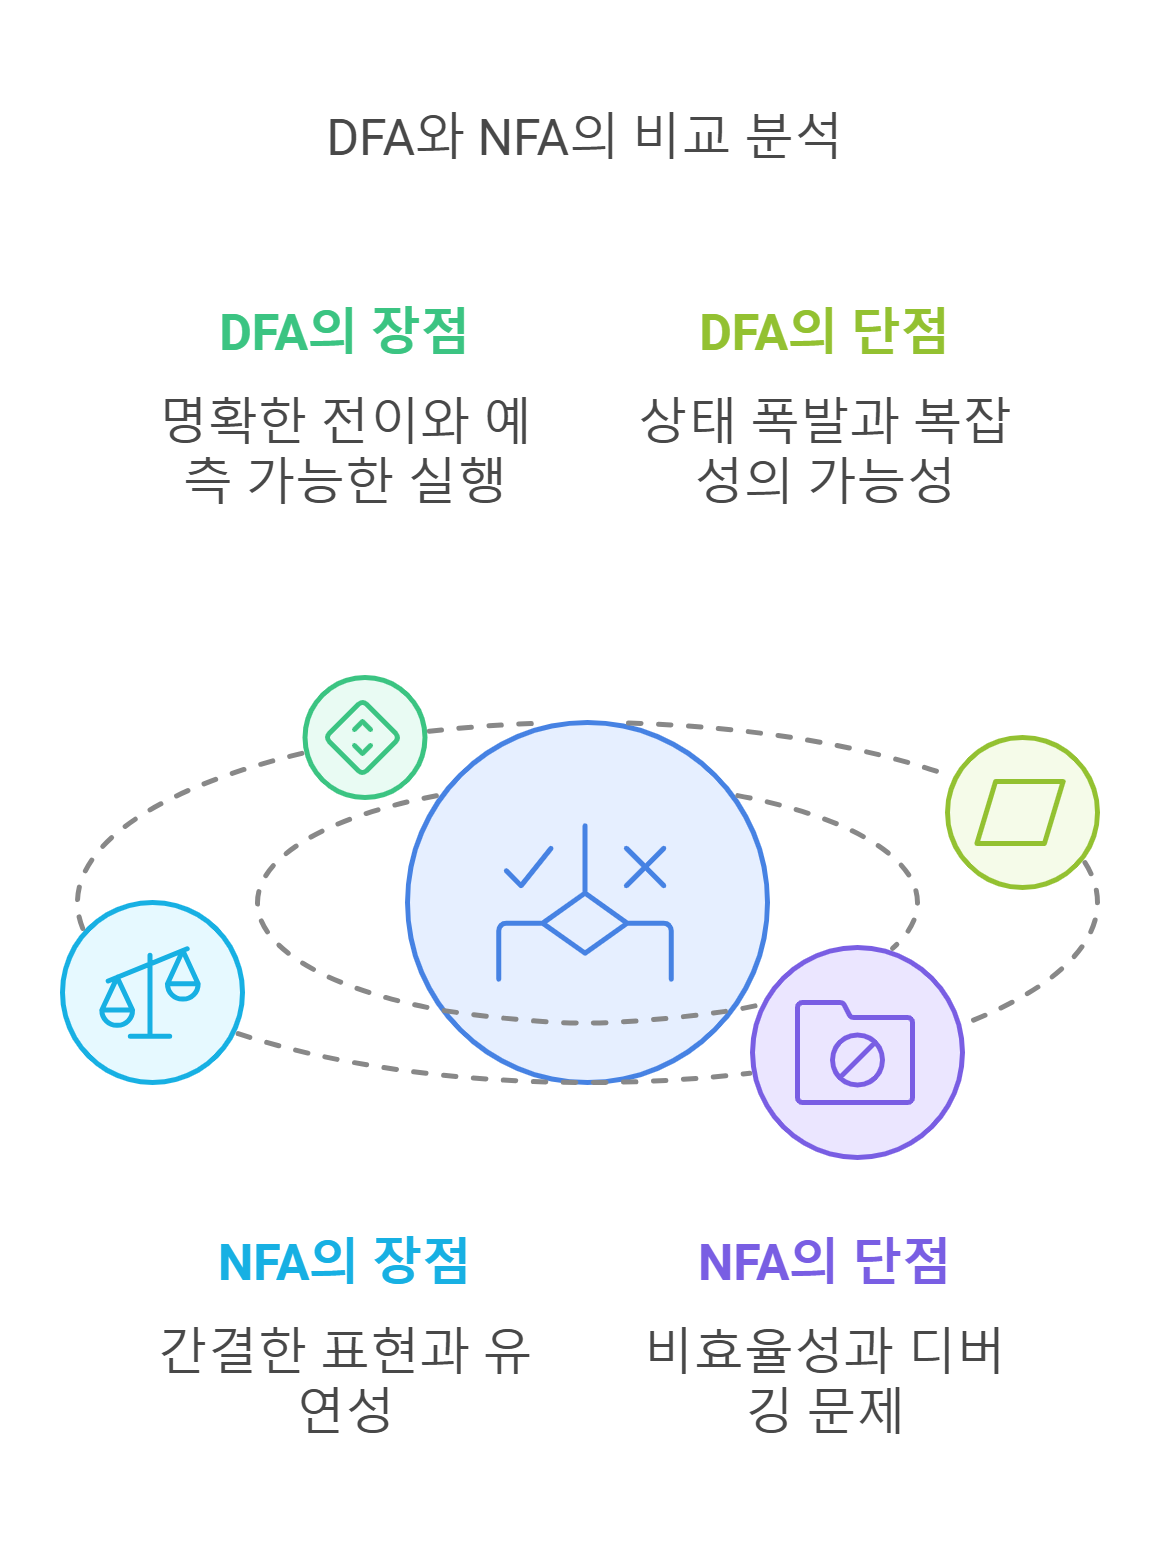 DFA와 NFA의 비교 분석
DFA의 장점
명확한 전이와 예
측 가능한 실행
DFA의 단점
상태 폭발과 복잡
성의 가능성
NFA의 장점
간결한 표현과 유
연성
NFA의 단점
비효율성과 디버
깅 문제